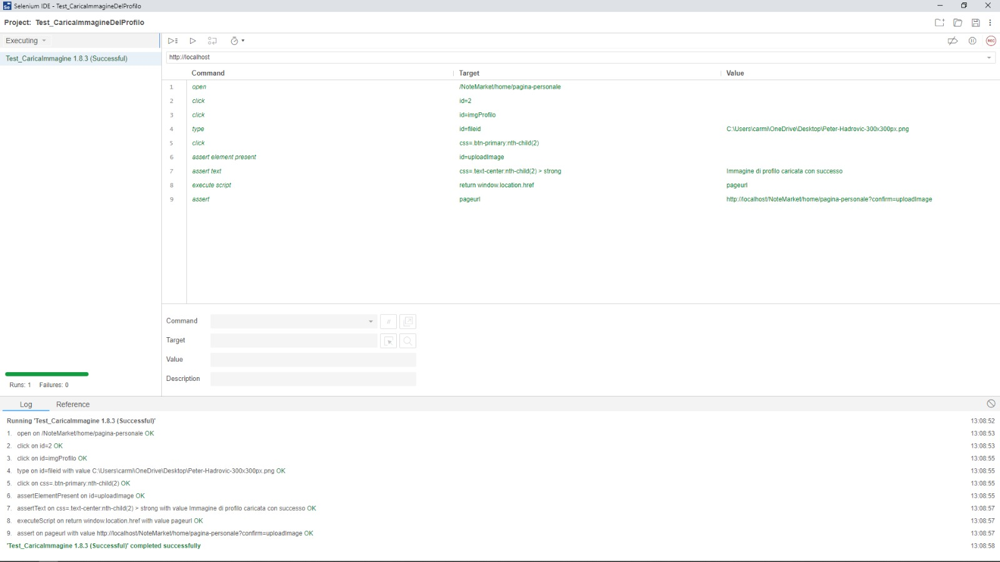 Selenium IDE - Test_CaricaImmagineDelProfilo
Project: Test_CaricaImmagineDelProfilo
Executing
Test_CaricaImmagine 1.8.3 (Successful)
REC
http://localhost
Command Target Value
1 open /NoteMarket/home/pagina-personale
2 click id=2
3 click id=imgProfilo
4 type id=fileid C:\Users\carmi\OneDrive\Desktop\Peter-Hadrovic-300x300px.png
5 click css=.btn-primary:nth-child(2)
6 assert element present id=uploadImage
7 assert text css=.text-center:nth-child(2) > strong Immagine di profilo caricata con successo
8 execute script return window.location.href pageurl
9 assert pageurl http://localhost/NoteMarket/home/pagina-personale?confirm=uploadImage
Command //
Target
Value
Description
Runs: 1 Failures: 0
Log Reference
Running 'Test_CaricaImmagine 1.8.3 (Successful)' 13:08:52
1. open on /NoteMarket/home/pagina-personale OK 13:08:53
2. click on id=2 OK 13:08:53
3. click on id=imgProfilo OK 13:08:55
4. type on id=fileid with value C:\Users\carmi\OneDrive\Desktop\Peter-Hadrovic-300x300px.png OK 13:08:55
5. click on css=.btn-primary:nth-child(2) OK 13:08:55
6. assertElementPresent on id=uploadImage OK 13:08:55
7. assertText on css=.text-center:nth-child(2) > strong with value Immagine di profilo caricata con successo OK 13:08:57
8. executeScript on return window.location.href with value pageurl OK 13:08:57
9. assert on pageurl with value http://localhost/NoteMarket/home/pagina-personale?confirm=uploadImage OK 13:08:57
'Test_CaricaImmagine 1.8.3 (Successful)' completed successfully 13:08:58